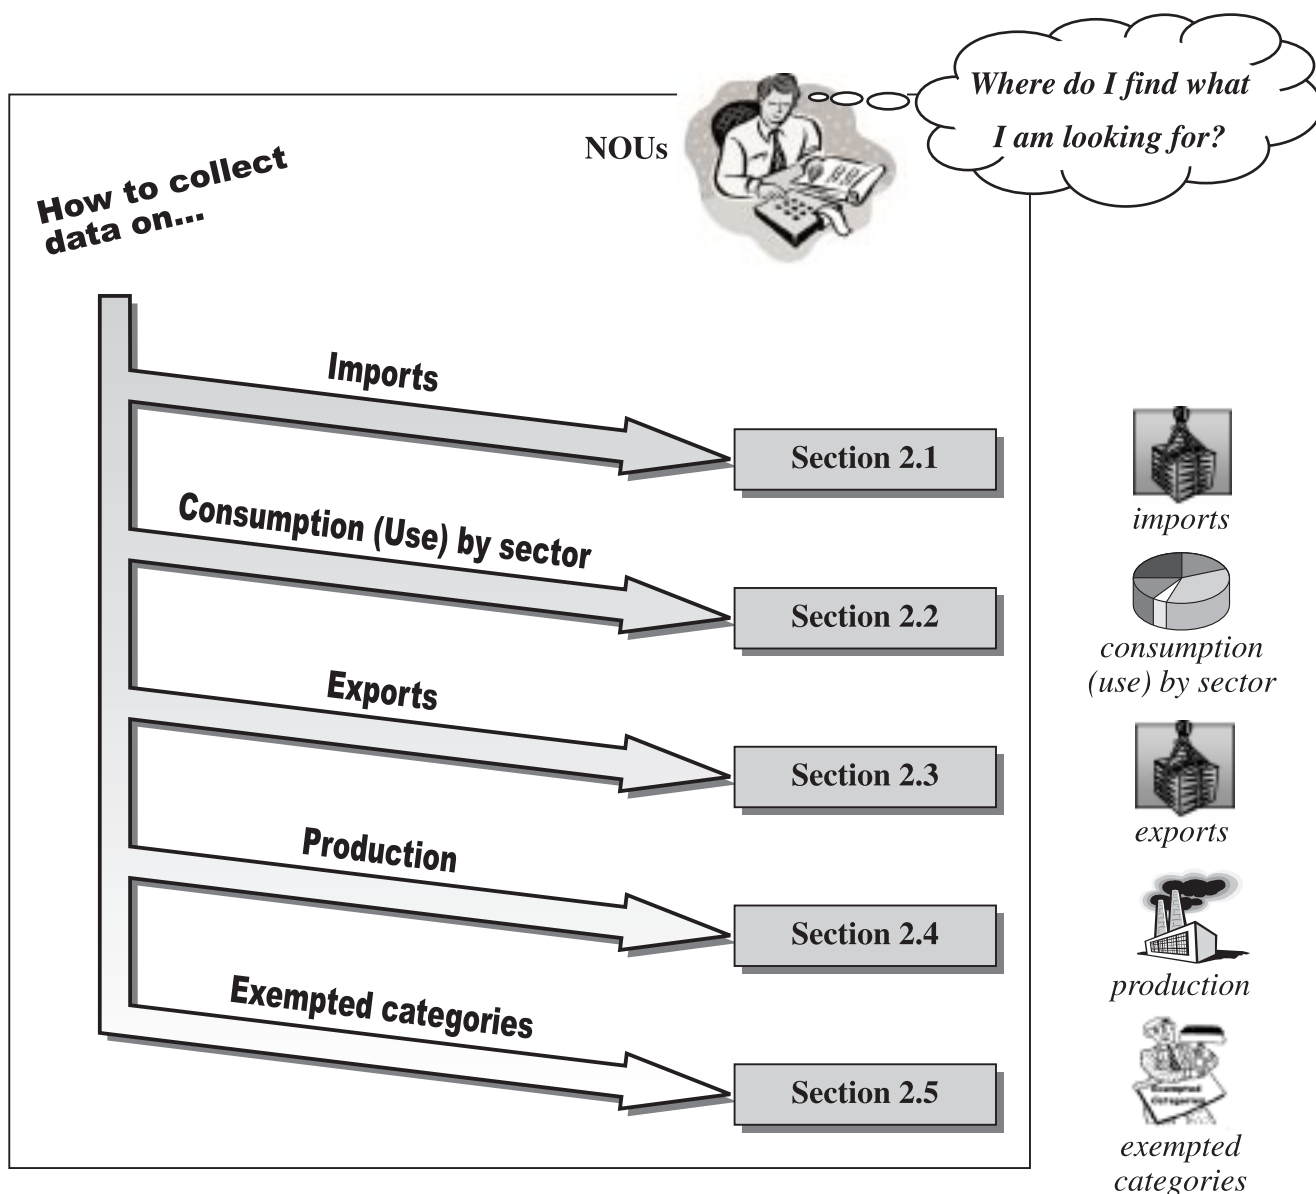 Where do I find what
I am looking for?
NOUs
How to collect
data on...
Imports
Section 2.1
imports
Consumption (Use) by sector
Section 2.2
consumption
(use) by sector
Exports
Section 2.3
exports
Production
Section 2.4
production
Exempted categories
Section 2.5
Exempted
Categories
exempted
categories